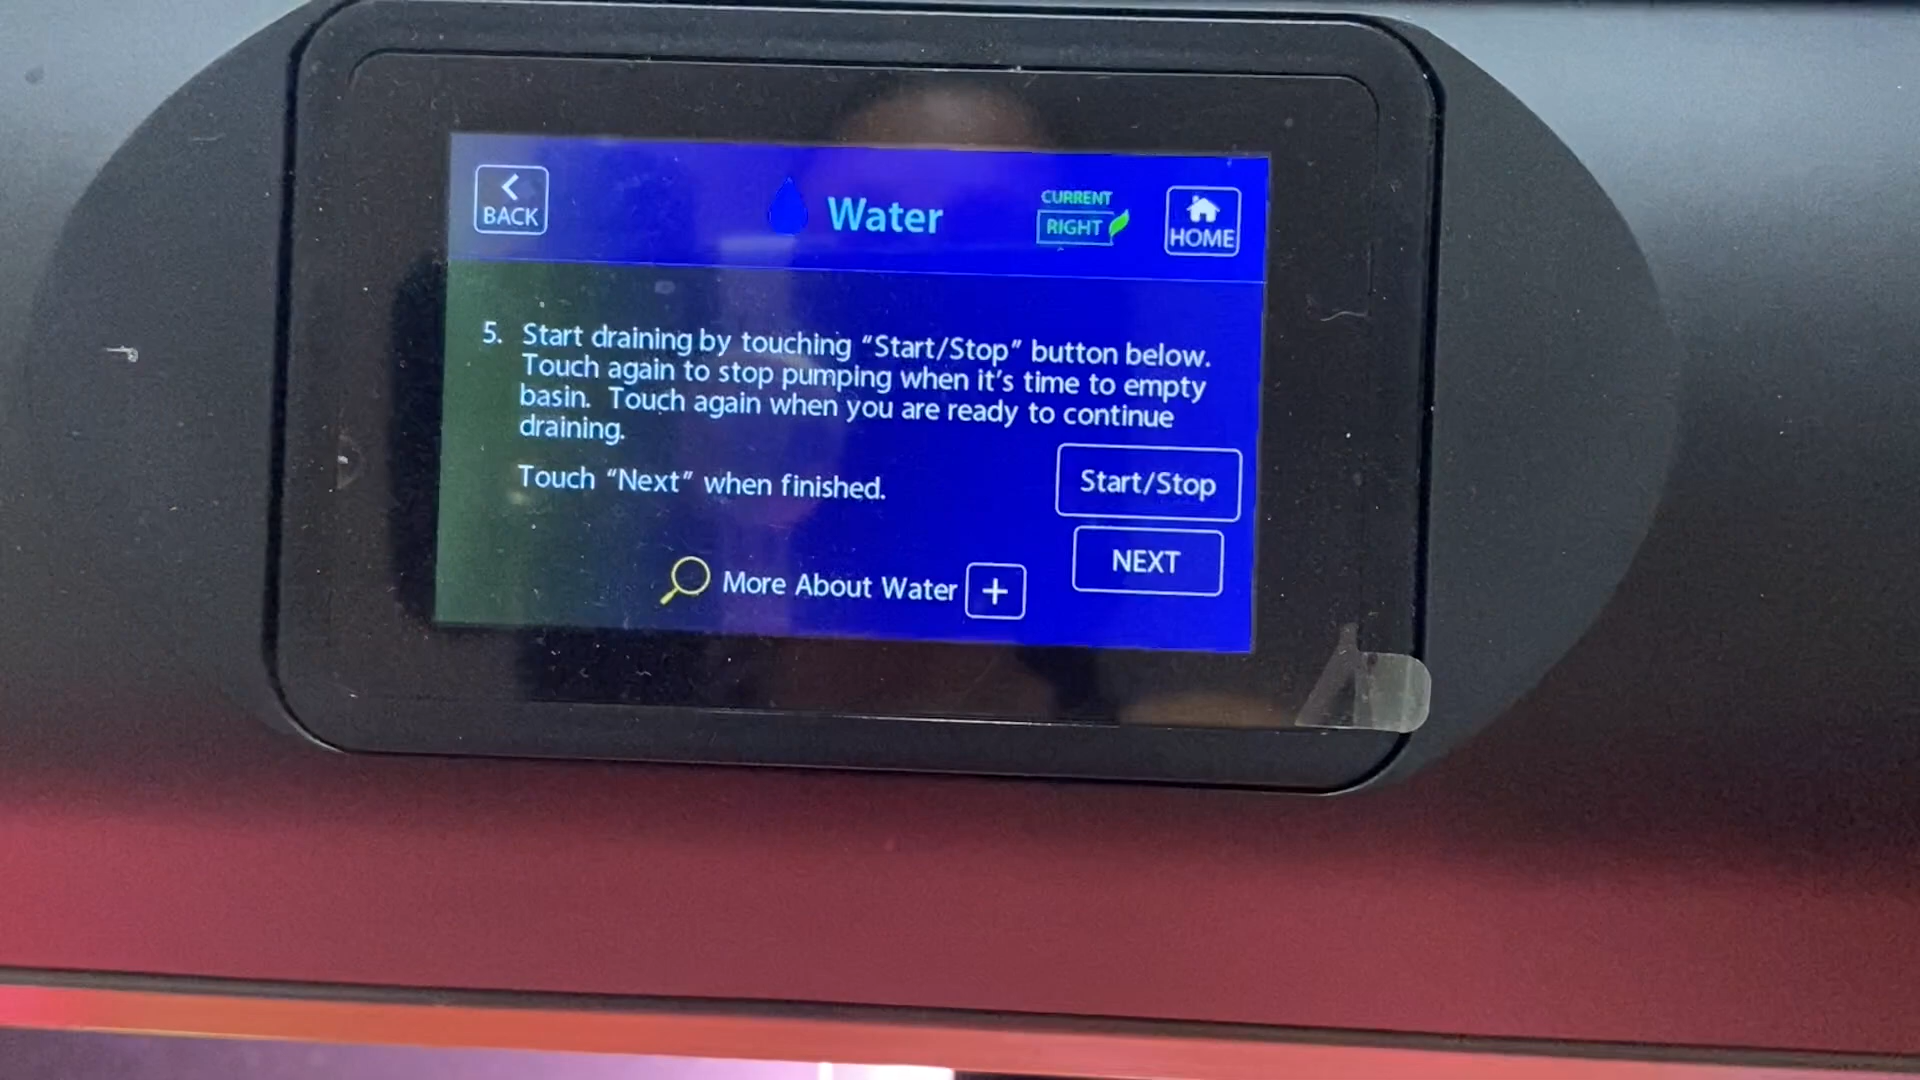 BACK
Water
CURRENT
RIGHT
HOME
5. Start draining by touching “Start/Stop” button below.
Touch again to stop pumping when it’s time to empty
basin. Touch again when you are ready to continue
draining.
Touch “Next” when finished.
Start/Stop
NEXT
More About Water +